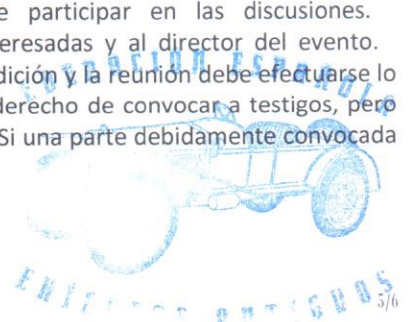 e participar en las discusiones.
eresadas y al director del evento.
dición y la reunión debe efectuarse lo
derecho de convocar a testigos, pero
Si una parte debidamente convocada
ESPAÑOLA
5/6